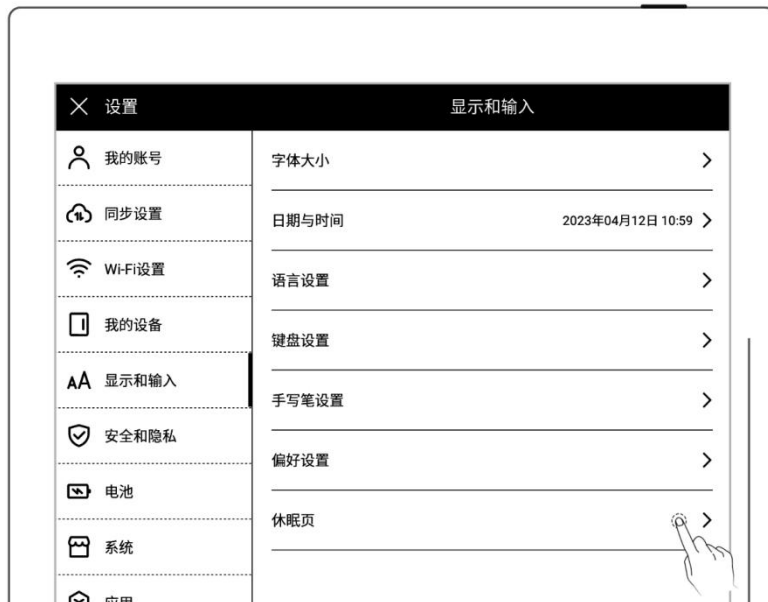 设置
显示和输入
我的账号
同步设置
Wi-Fi设置
我的设备
AA 显示和输入
安全和隐私
电池
系统
应用
字体大小
日期与时间 2023年04月12日 10:59
语言设置
键盘设置
手写笔设置
偏好设置
休眠页